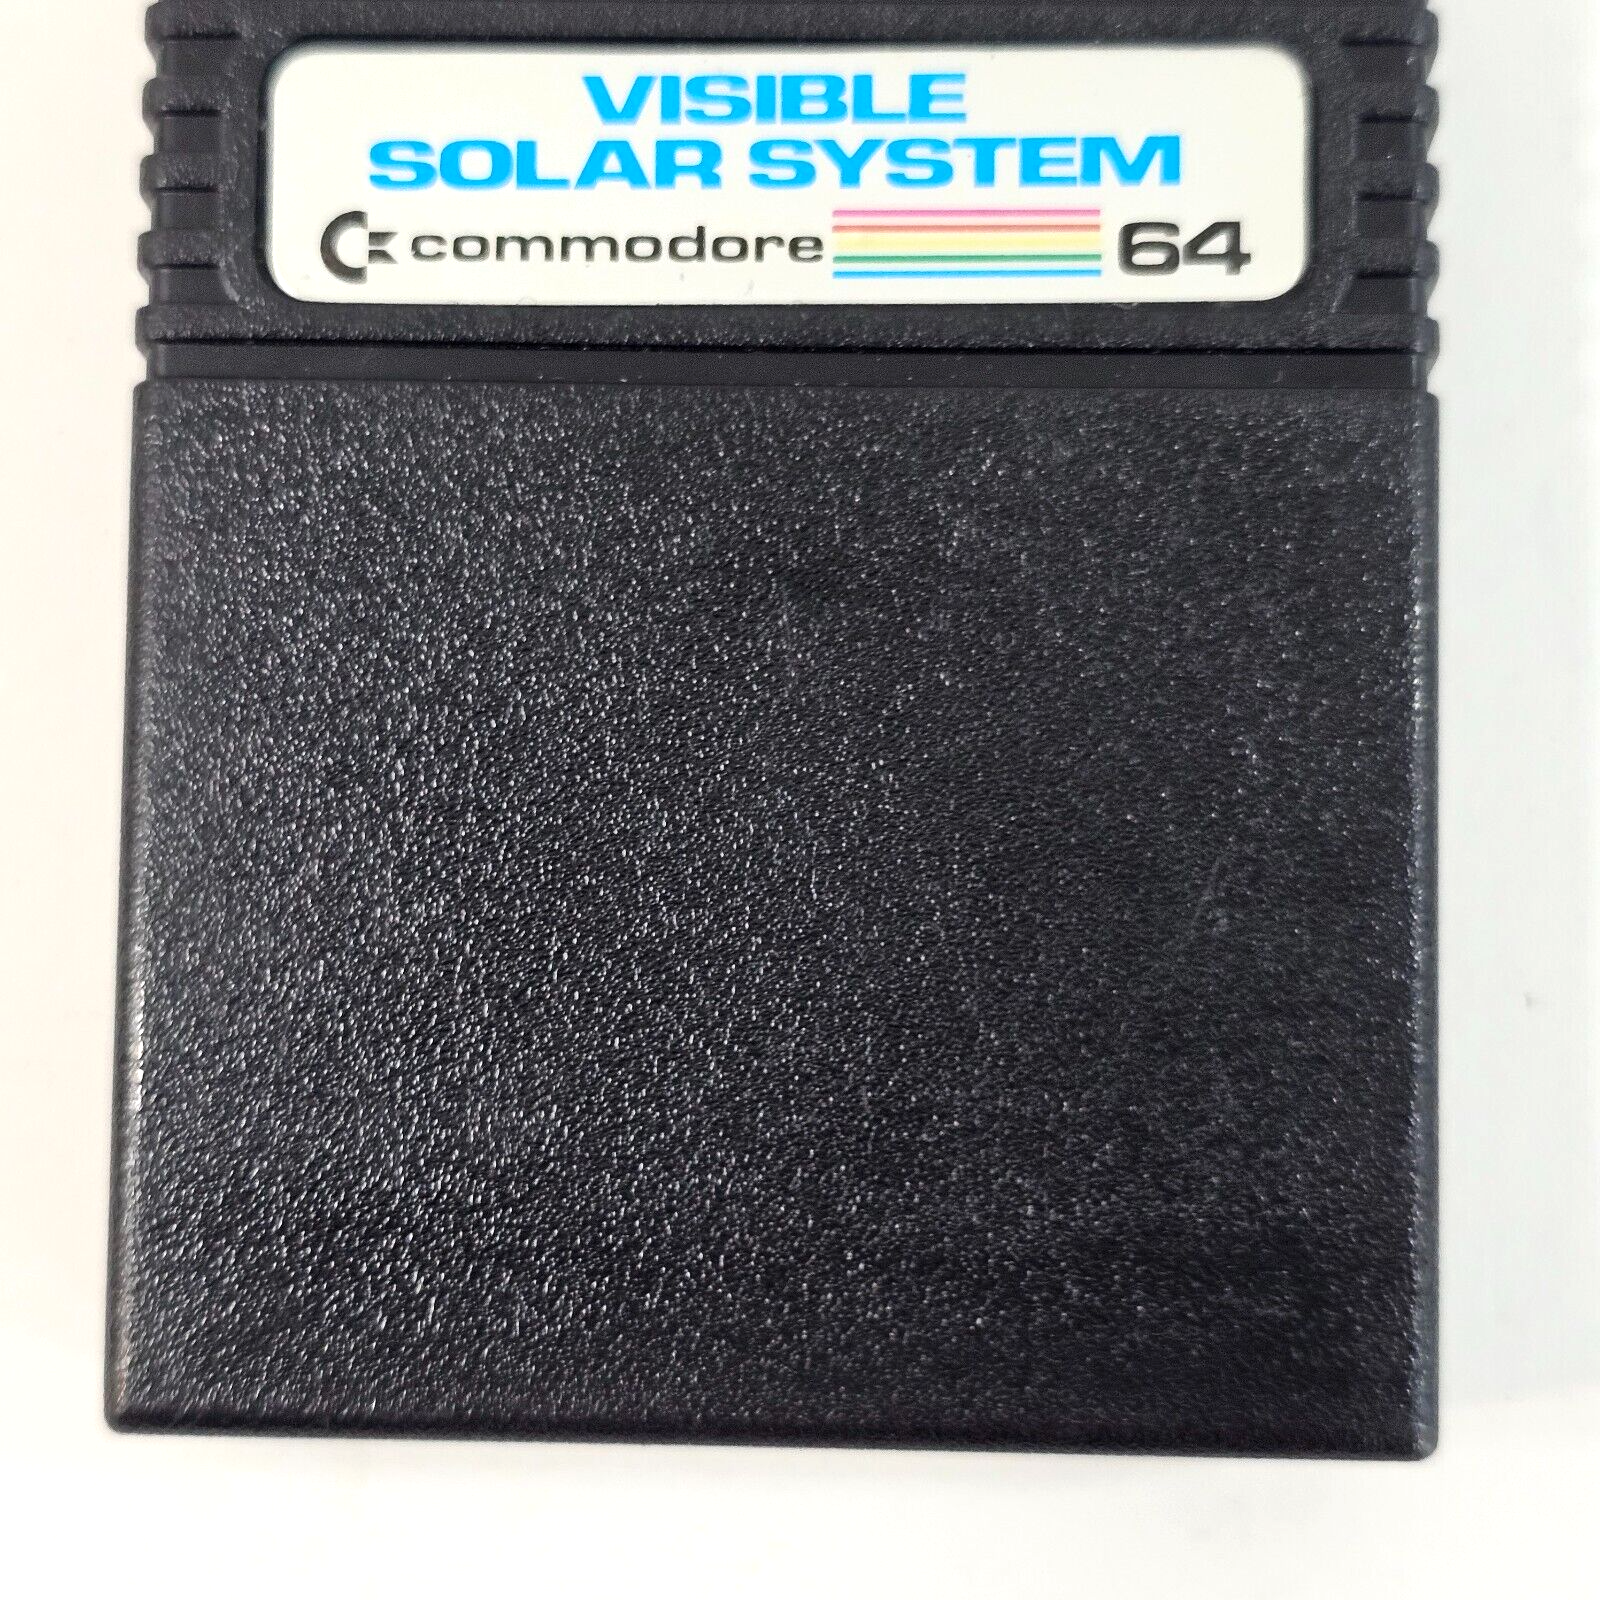 VISIBLE
SOLAR SYSTEM
commodore 64